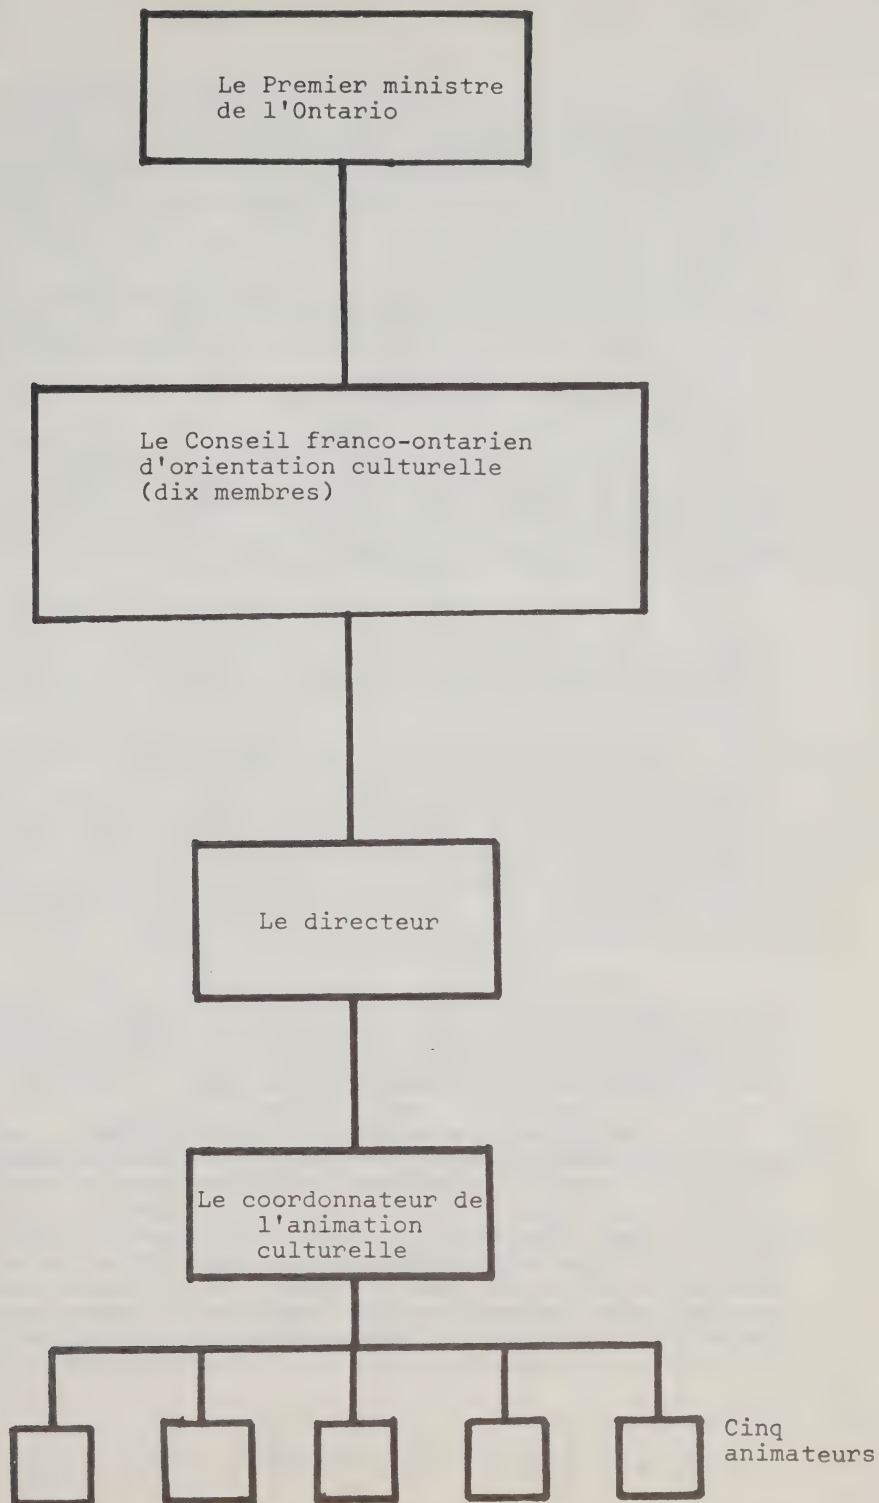 Le Premier ministre
de l'Ontario
Le Conseil franco-ontarien
d'orientation culturelle
(dix membres)
Le directeur
Le coordonnateur de
l'animation
culturelle
Cinq
animateurs